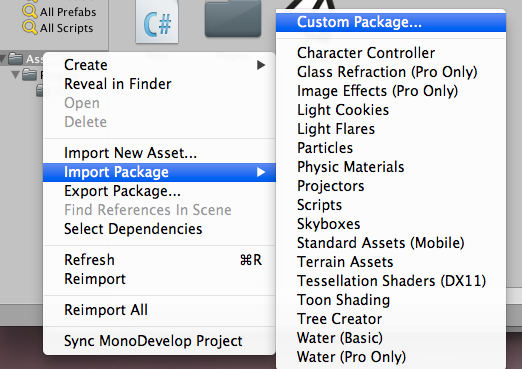 All Prefabs
All Scripts
C#
Create
Reveal in Finder
Open
Delete
Import New Asset...
Import Package
Export Package...
Find References In Scene
Select Dependencies
Refresh ⌘R
Reimport
Reimport All
Sync MonoDevelop Project
Custom Package...
Character Controller
Glass Refraction (Pro Only)
Image Effects (Pro Only)
Light Cookies
Light Flares
Particles
Physic Materials
Projectors
Scripts
Skyboxes
Standard Assets (Mobile)
Terrain Assets
Tessellation Shaders (DX11)
Toon Shading
Tree Creator
Water (Basic)
Water (Pro Only)